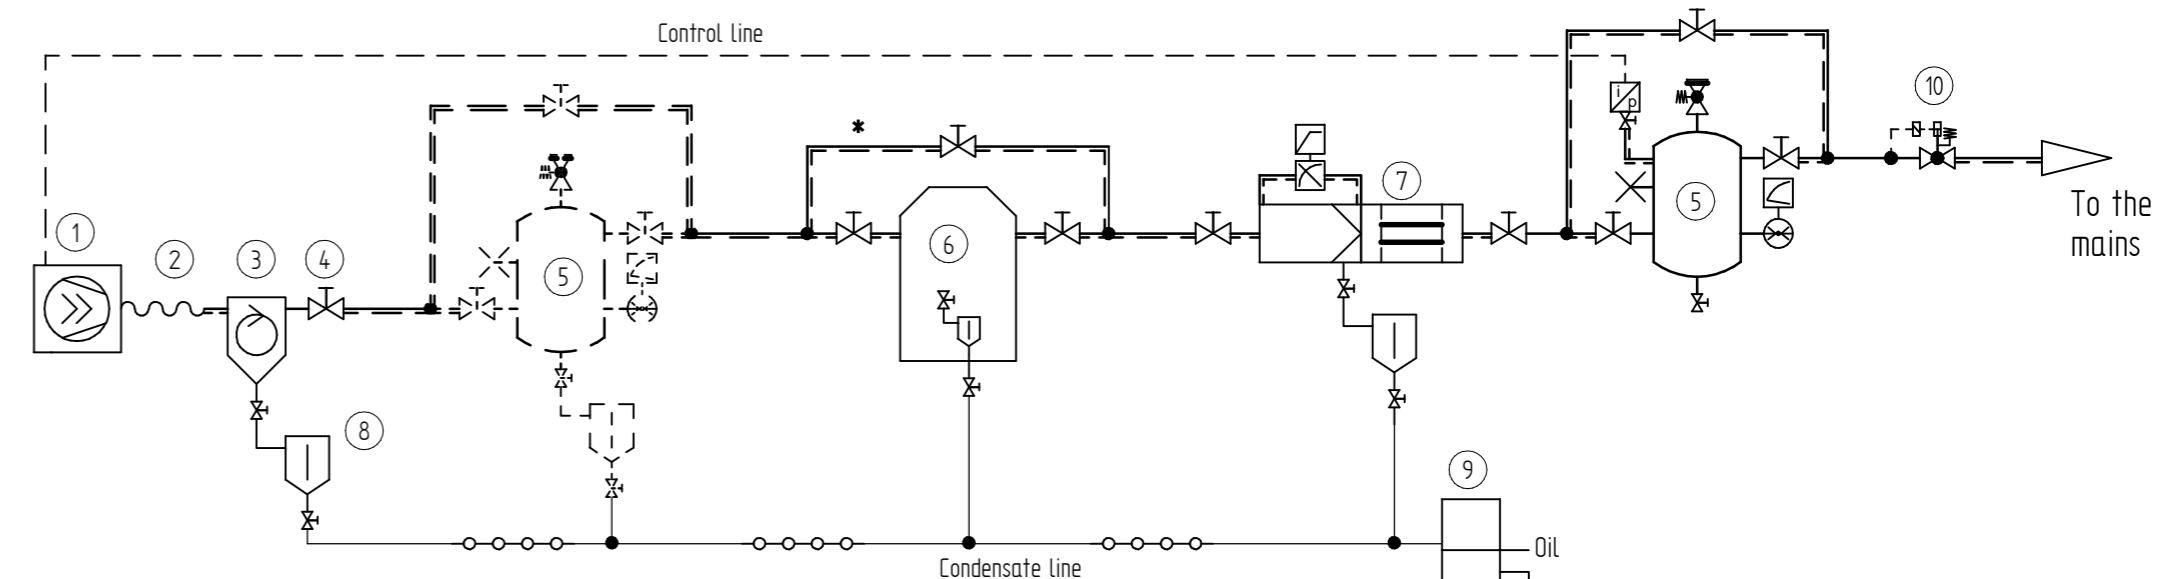 Control line
*
10
i
p
1
2
3
4
5
6
7
5
To the
mains
8
9
Oil
Condensate line